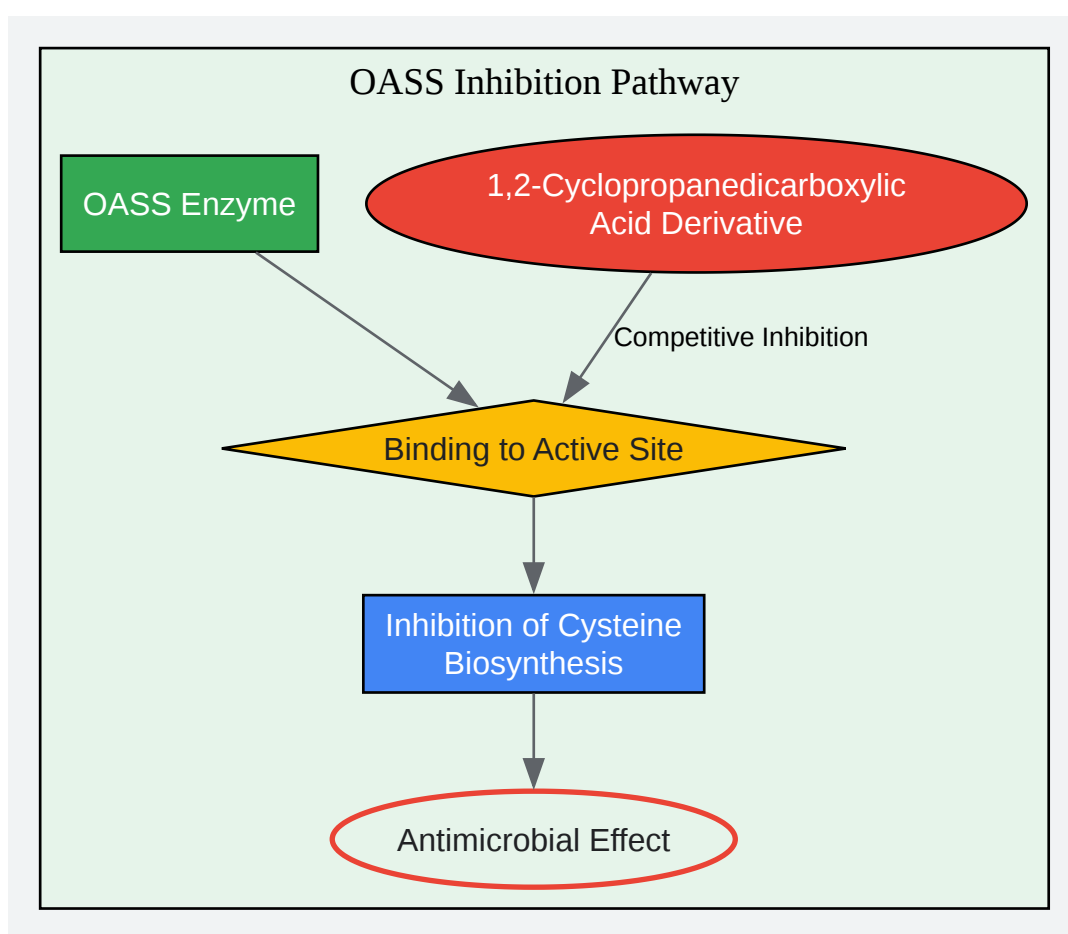 OASS Inhibition Pathway
OASS Enzyme
1,2-Cyclopropanedicarboxylic
Acid Derivative
Competitive Inhibition
Binding to Active Site
Inhibition of Cysteine
Biosynthesis
Antimicrobial Effect